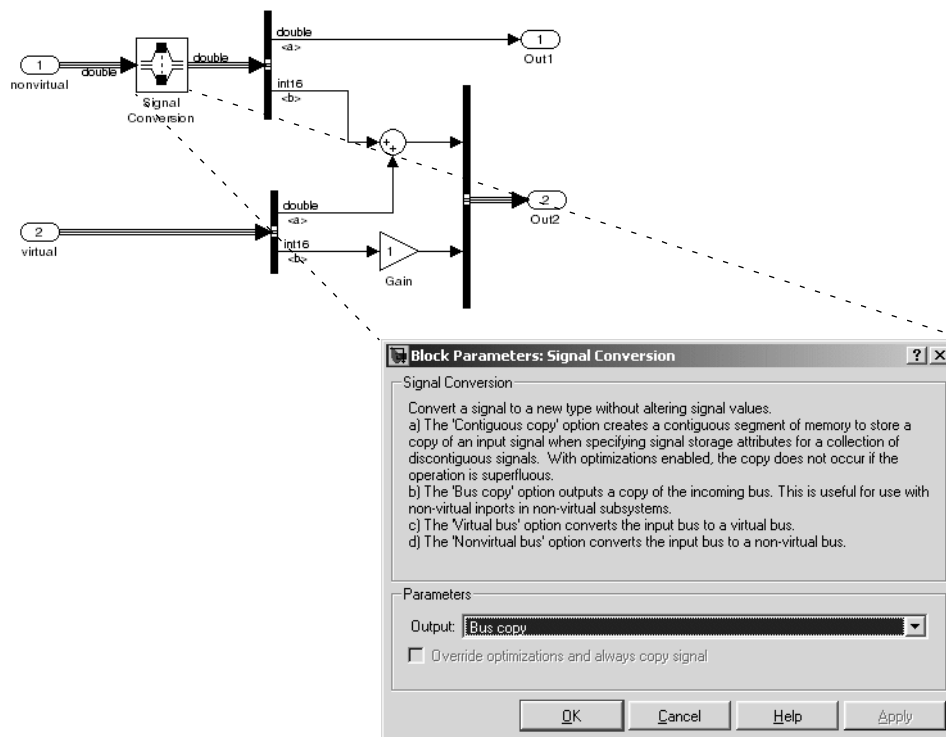 double
<a>
1
Out1
1
nonvirtual
double
double
Signal
Conversion
int16
<b>
+
+
double
<a>
2
virtual
int16
<b>
1
Gain
2
Out2
Block Parameters: Signal Conversion
Signal Conversion
Convert a signal to a new type without altering signal values.
a) The 'Contiguous copy' option creates a contiguous segment of memory to store a
copy of an input signal when specifying signal storage attributes for a collection of
discontiguous signals.  With optimizations enabled, the copy does not occur if the
operation is superfluous.
b) The 'Bus copy' option outputs a copy of the incoming bus. This is useful for use with
non-virtual inports in non-virtual subsystems.
c) The 'Virtual bus' option converts the input bus to a virtual bus.
d) The 'Nonvirtual bus' option converts the input bus to a non-virtual bus.
Parameters
Output: Bus copy
Override optimizations and always copy signal
OK Cancel Help Apply